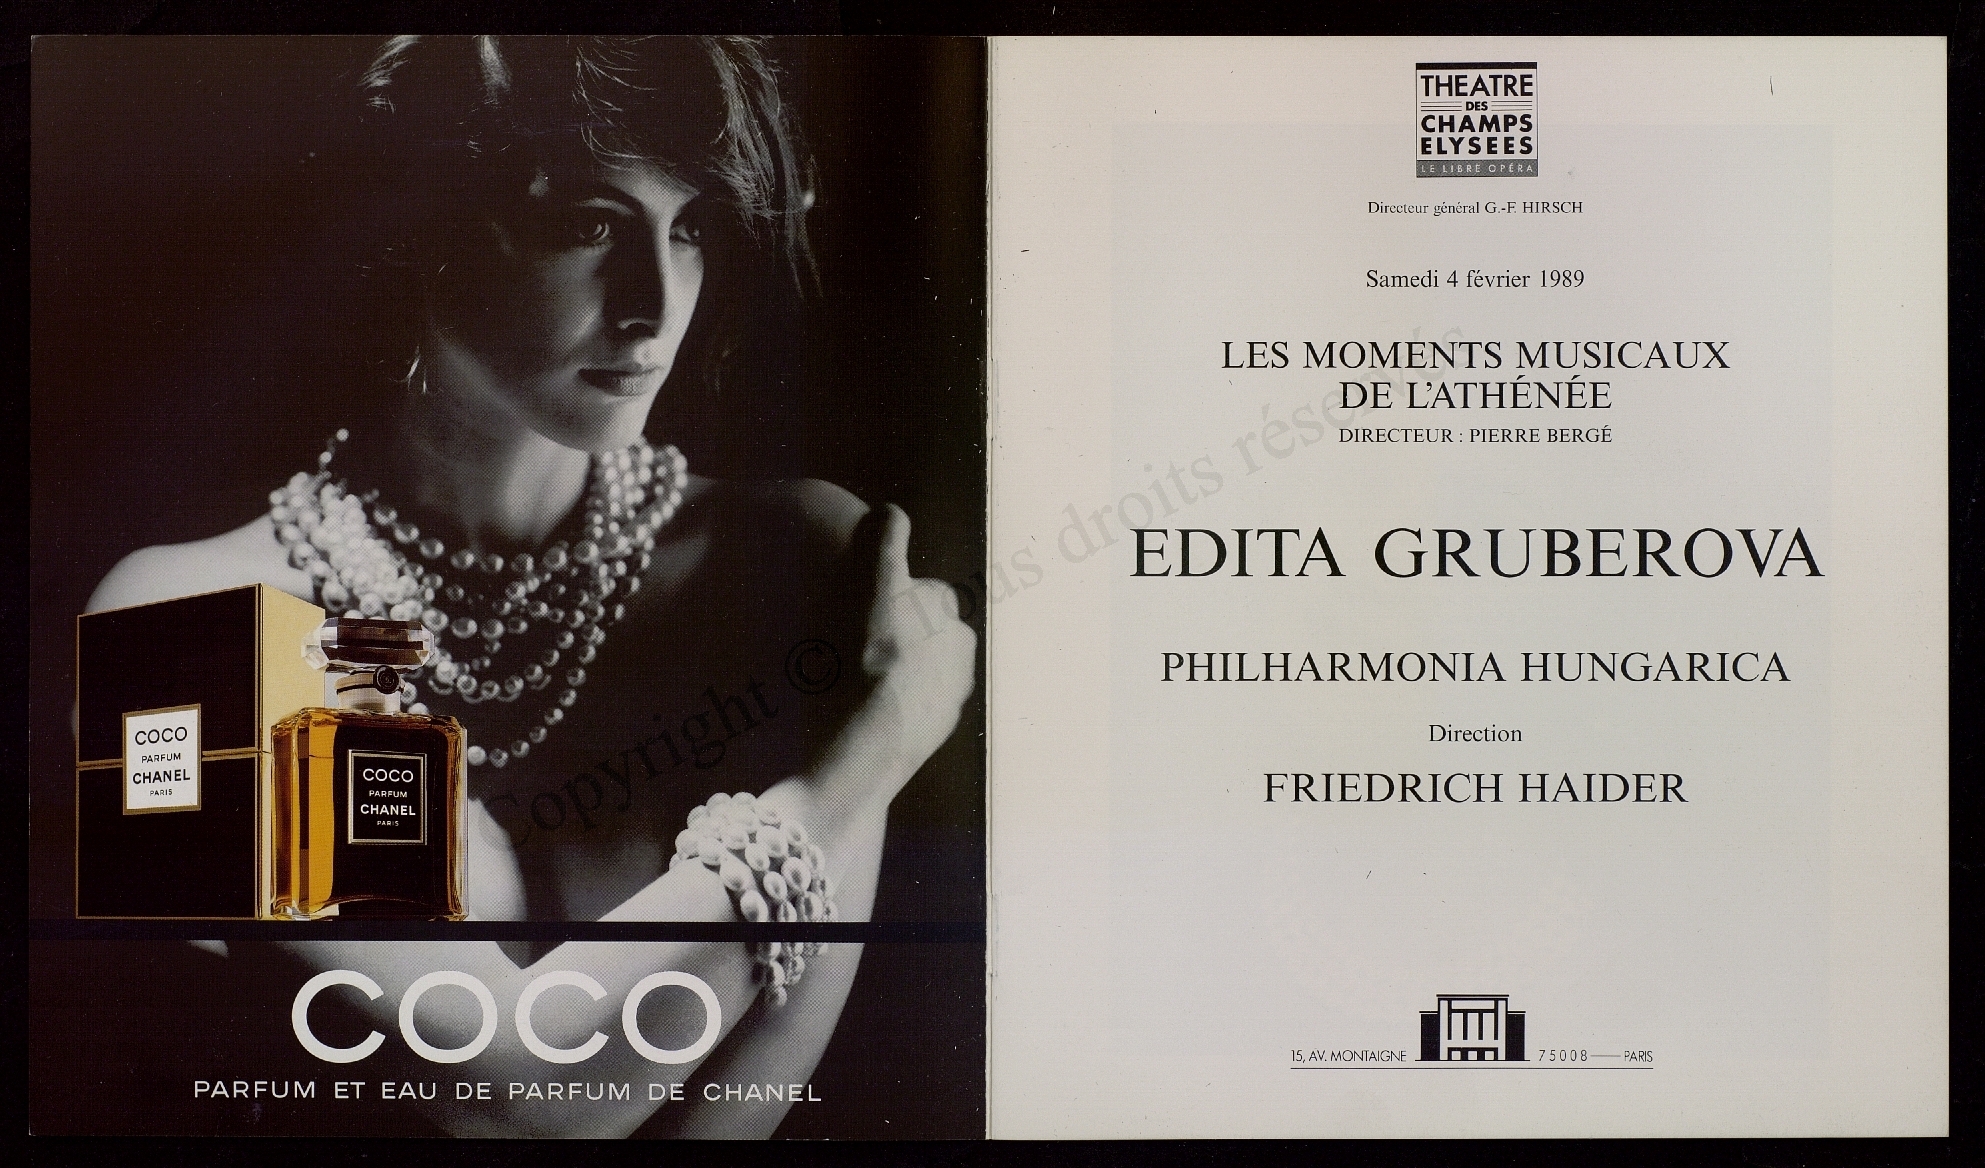 COCO
PARFUM
CHANEL
PARIS
COCO
PARFUM
CHANEL
PARIS
COCO
PARFUM ET EAU DE PARFUM DE CHANEL
THEATRE
DES
CHAMPS
ELYSEES
LE LIBRE OPÉRA
Directeur général G.-F. HIRSCH
Samedi 4 février 1989
LES MOMENTS MUSICAUX
DE L'ATHÉNÉE
DIRECTEUR : PIERRE BERGÉ
EDITA GRUBEROVA
PHILHARMONIA HUNGARICA
Direction
FRIEDRICH HAIDER
15, AV. MONTAIGNE 75008 — PARIS
Copyright © Tous droits réservés